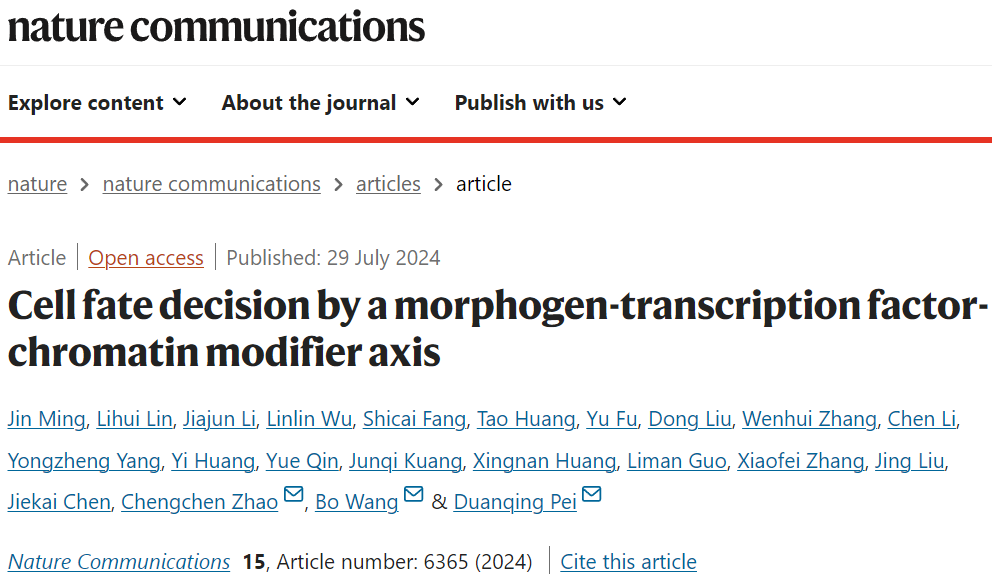 nature communications
Explore content About the journal Publish with us
nature > nature communications > articles > article
Article | Open access | Published: 29 July 2024
Cell fate decision by a morphogen-transcription factor-
chromatin modifier axis
Jin Ming, Lihui Lin, Jiajun Li, Linlin Wu, Shicai Fang, Tao Huang, Yu Fu, Dong Liu, Wenhui Zhang, Chen Li,
Yongzheng Yang, Yi Huang, Yue Qin, Junqi Kuang, Xingnan Huang, Liman Guo, Xiaofei Zhang, Jing Liu,
Jiekai Chen, Chengchen Zhao, Bo Wang & Duanqing Pei
Nature Communications 15, Article number: 6365 (2024) | Cite this article